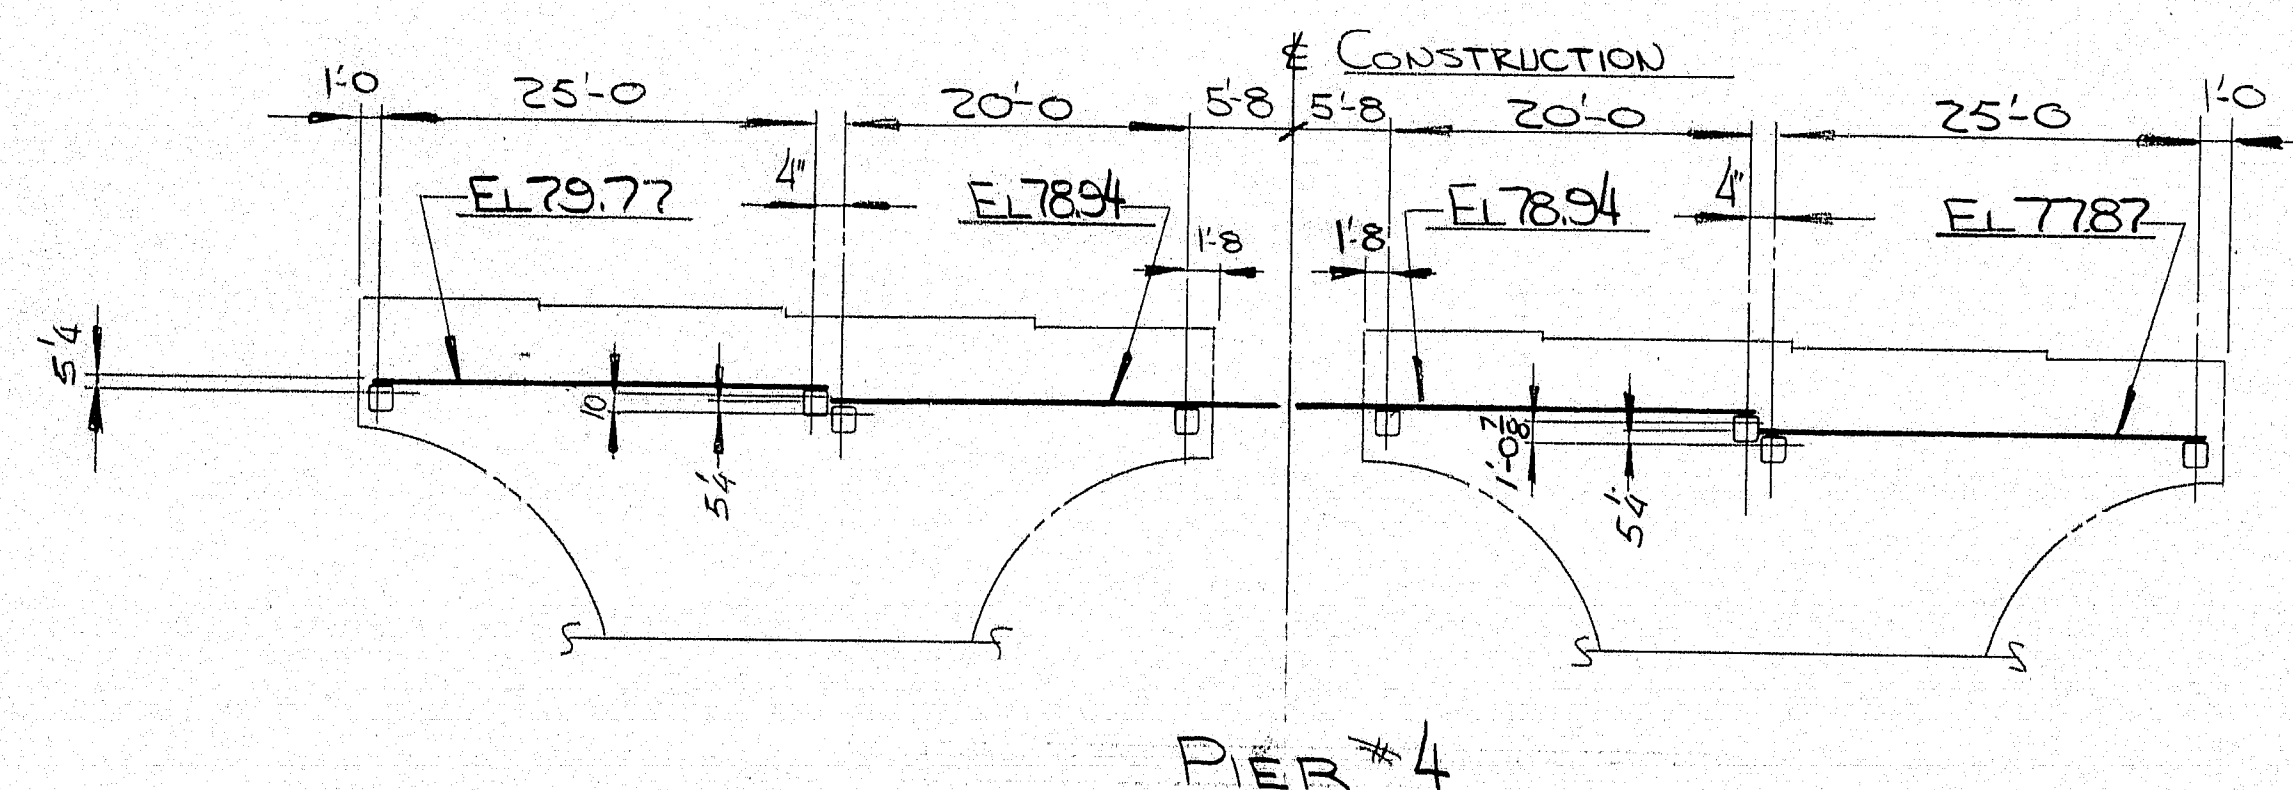 ℄ CONSTRUCTION
1'-0 25'-0 20'-0 5'-8 5'-8 20'-0 25'-0 1'-0
4" 4"
EL 79.77 EL 78.94 EL 78.94 EL 77.87
1'-8 1'-8
5'4
10
5'4
1'-0 7/8
5'4
PIER #4